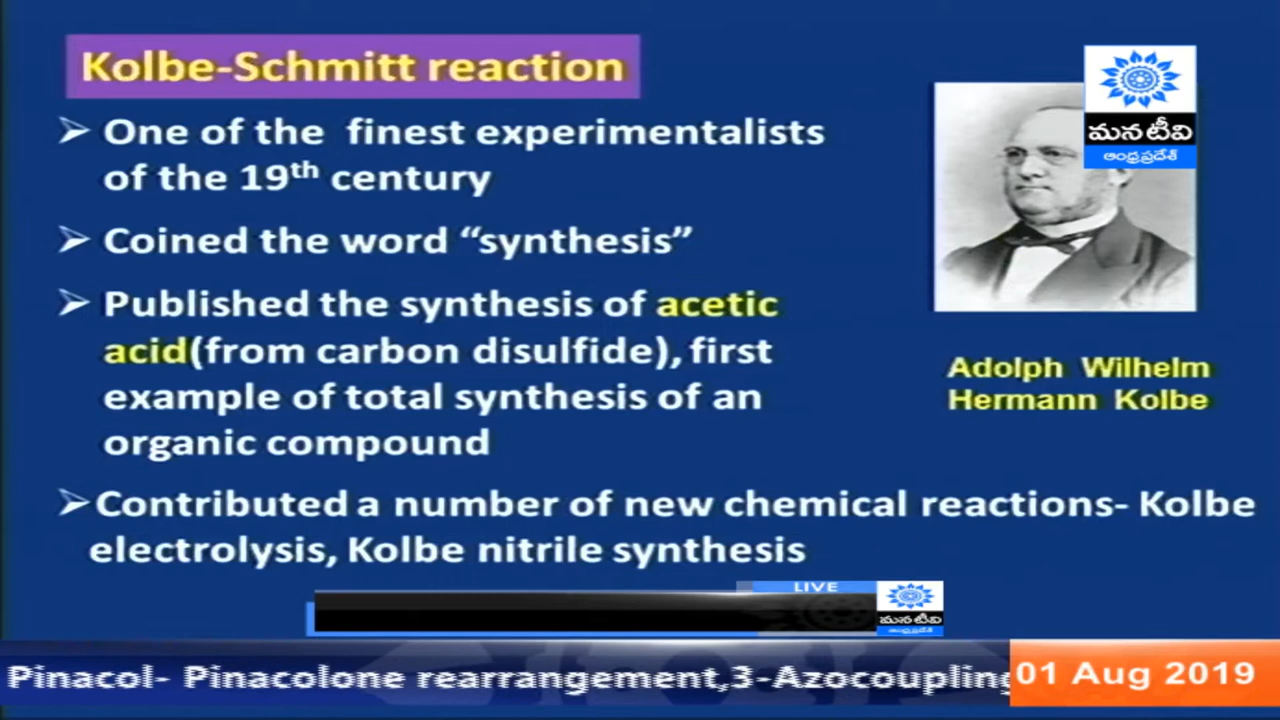 Kolbe-Schmitt reaction
➢ One of the finest experimentalists
of the 19th century
➢ Coined the word “synthesis”
➢ Published the synthesis of acetic
acid(from carbon disulfide), first
example of total synthesis of an
organic compound
➢ Contributed a number of new chemical reactions- Kolbe
electrolysis, Kolbe nitrile synthesis
మన టీవి
ఆంధ్రప్రదేశ్
Adolph Wilhelm
Hermann Kolbe
LIVE
మన టీవి
ఆంధ్రప్రదేశ్
Pinacol- Pinacolone rearrangement,3-Azocoupling
01 Aug 2019